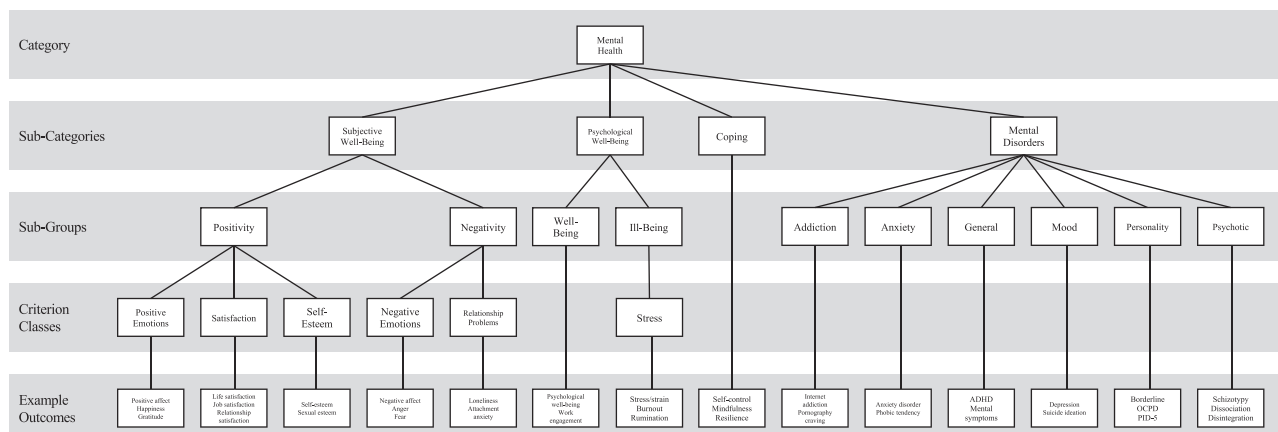 Category
Mental
Health
Sub-Categories
Subjective
Well-Being
Psychological
Well-Being
Coping
Mental
Disorders
Sub-Groups
Positivity
Negativity
Well-
Being
Ill-Being
Addiction
Anxiety
General
Mood
Personality
Psychotic
Criterion
Classes
Positive
Emotions
Satisfaction
Self-
Esteem
Negative
Emotions
Relationship
Problems
Stress
Example
Outcomes
Positive affect
Happiness
Gratitude
Life satisfaction
Job satisfaction
Relationship
satisfaction
Self-esteem
Sexual esteem
Negative affect
Anger
Fear
Loneliness
Attachment
anxiety
Psychological
well-being
Work
engagement
Stress/strain
Burnout
Rumination
Self-control
Mindfulness
Resilience
Internet
addiction
Pornography
craving
Anxiety disorder
Phobic tendency
ADHD
Mental
symptoms
Depression
Suicide ideation
Borderline
OCPD
PID-5
Schizotypy
Dissociation
Disintegration